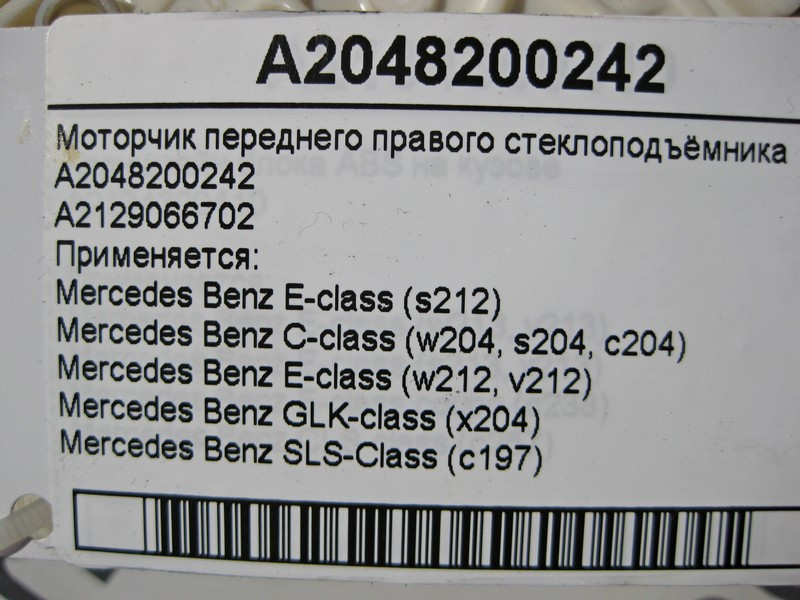 A2048200242
Моторчик переднего правого стеклоподъёмника
A2048200242
A2129066702
Применяется:
Mercedes Benz E-class (s212)
Mercedes Benz C-class (w204, s204, c204)
Mercedes Benz E-class (w212, v212)
Mercedes Benz GLK-class (x204)
Mercedes Benz SLS-Class (c197)